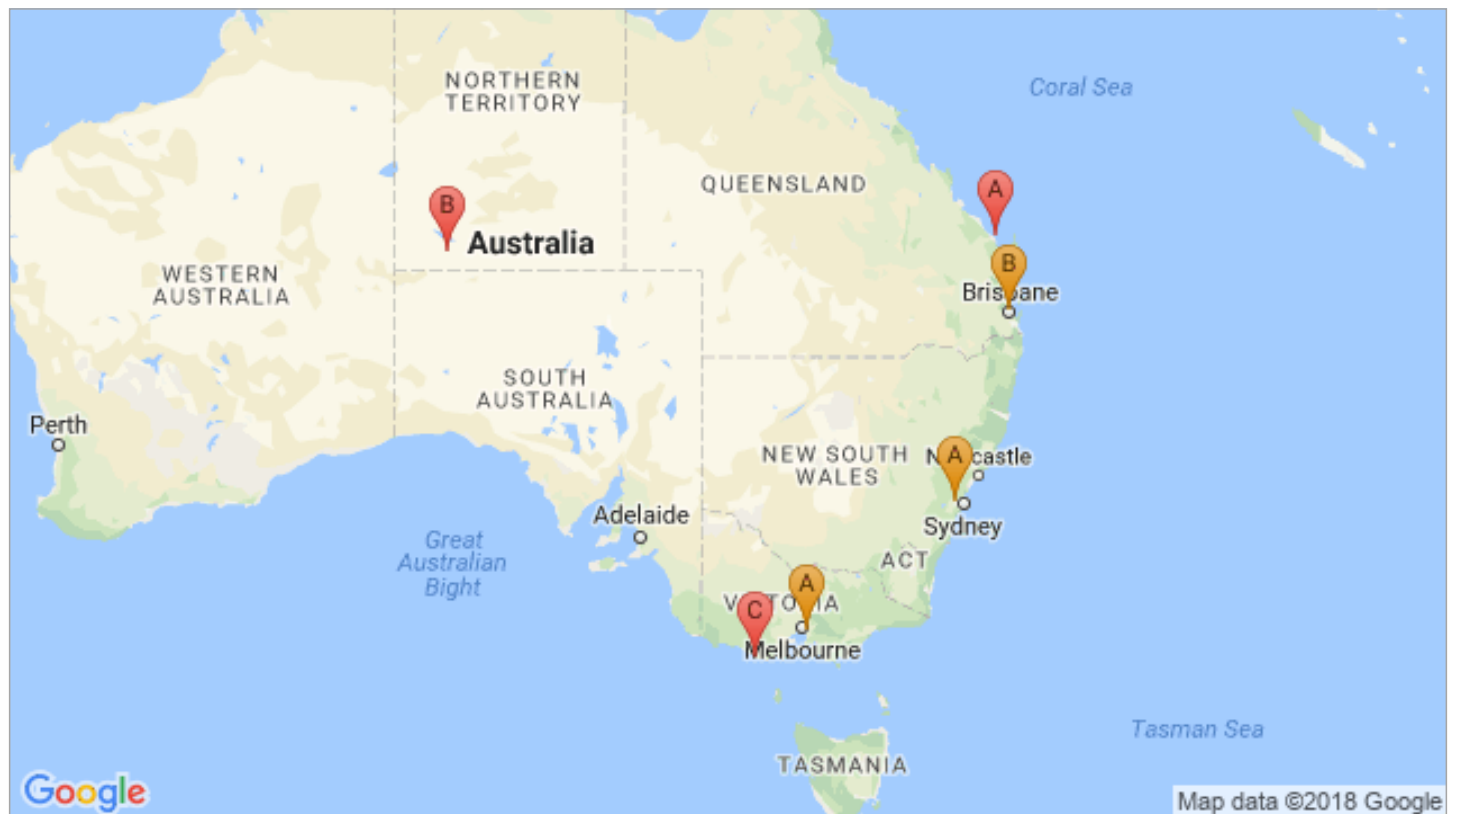 Coral Sea
NORTHERN
TERRITORY
QUEENSLAND
A
B
Australia
B
WESTERN
AUSTRALIA
Brisbane
SOUTH
AUSTRALIA
Perth
NEW SOUTH
WALES
A
Newcastle
Adelaide
Sydney
Great
Australian
Bight
ACT
A
VICTORIA
C
Melbourne
Tasman Sea
TASMANIA
Google
Map data ©2018 Google